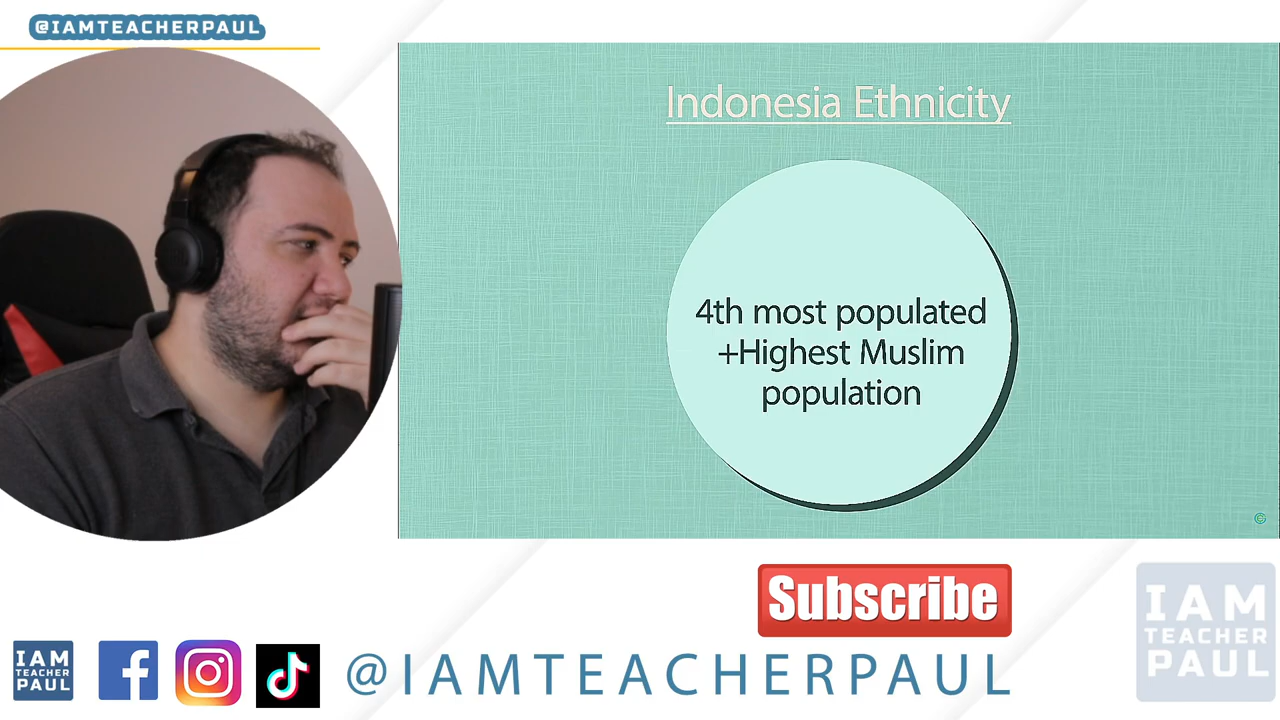 @IAMTEACHERPAUL
Indonesia Ethnicity
4th most populated
+Highest Muslim
population
Subscribe
IAM
TEACHER
PAUL
IAM
TEACHER
PAUL
@IAMTEACHERPAUL